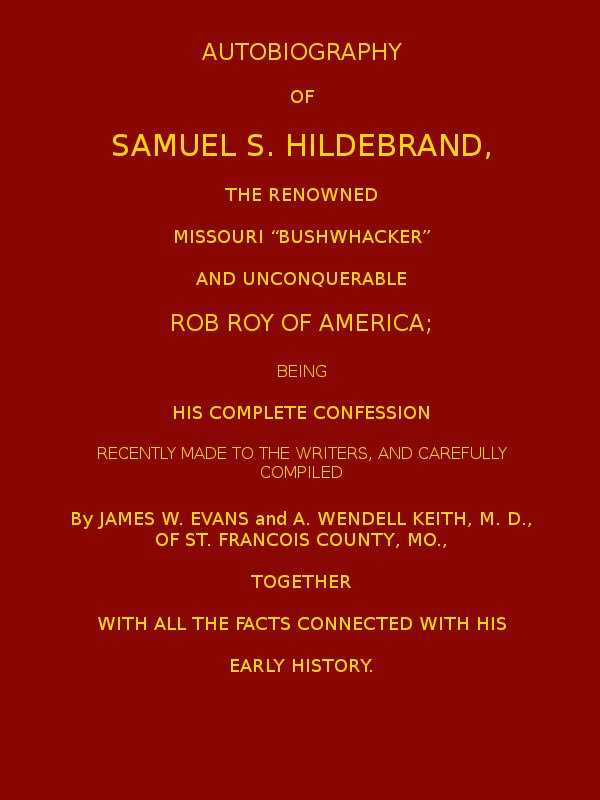 AUTOBIOGRAPHY
OF
SAMUEL S. HILDEBRAND,
THE RENOWNED
MISSOURI “BUSHWHACKER”
AND UNCONQUERABLE
ROB ROY OF AMERICA;
BEING
HIS COMPLETE CONFESSION
RECENTLY MADE TO THE WRITERS, AND CAREFULLY
COMPILED
By JAMES W. EVANS and A. WENDELL KEITH, M. D.,
OF ST. FRANCOIS COUNTY, MO.,
TOGETHER
WITH ALL THE FACTS CONNECTED WITH HIS
EARLY HISTORY.